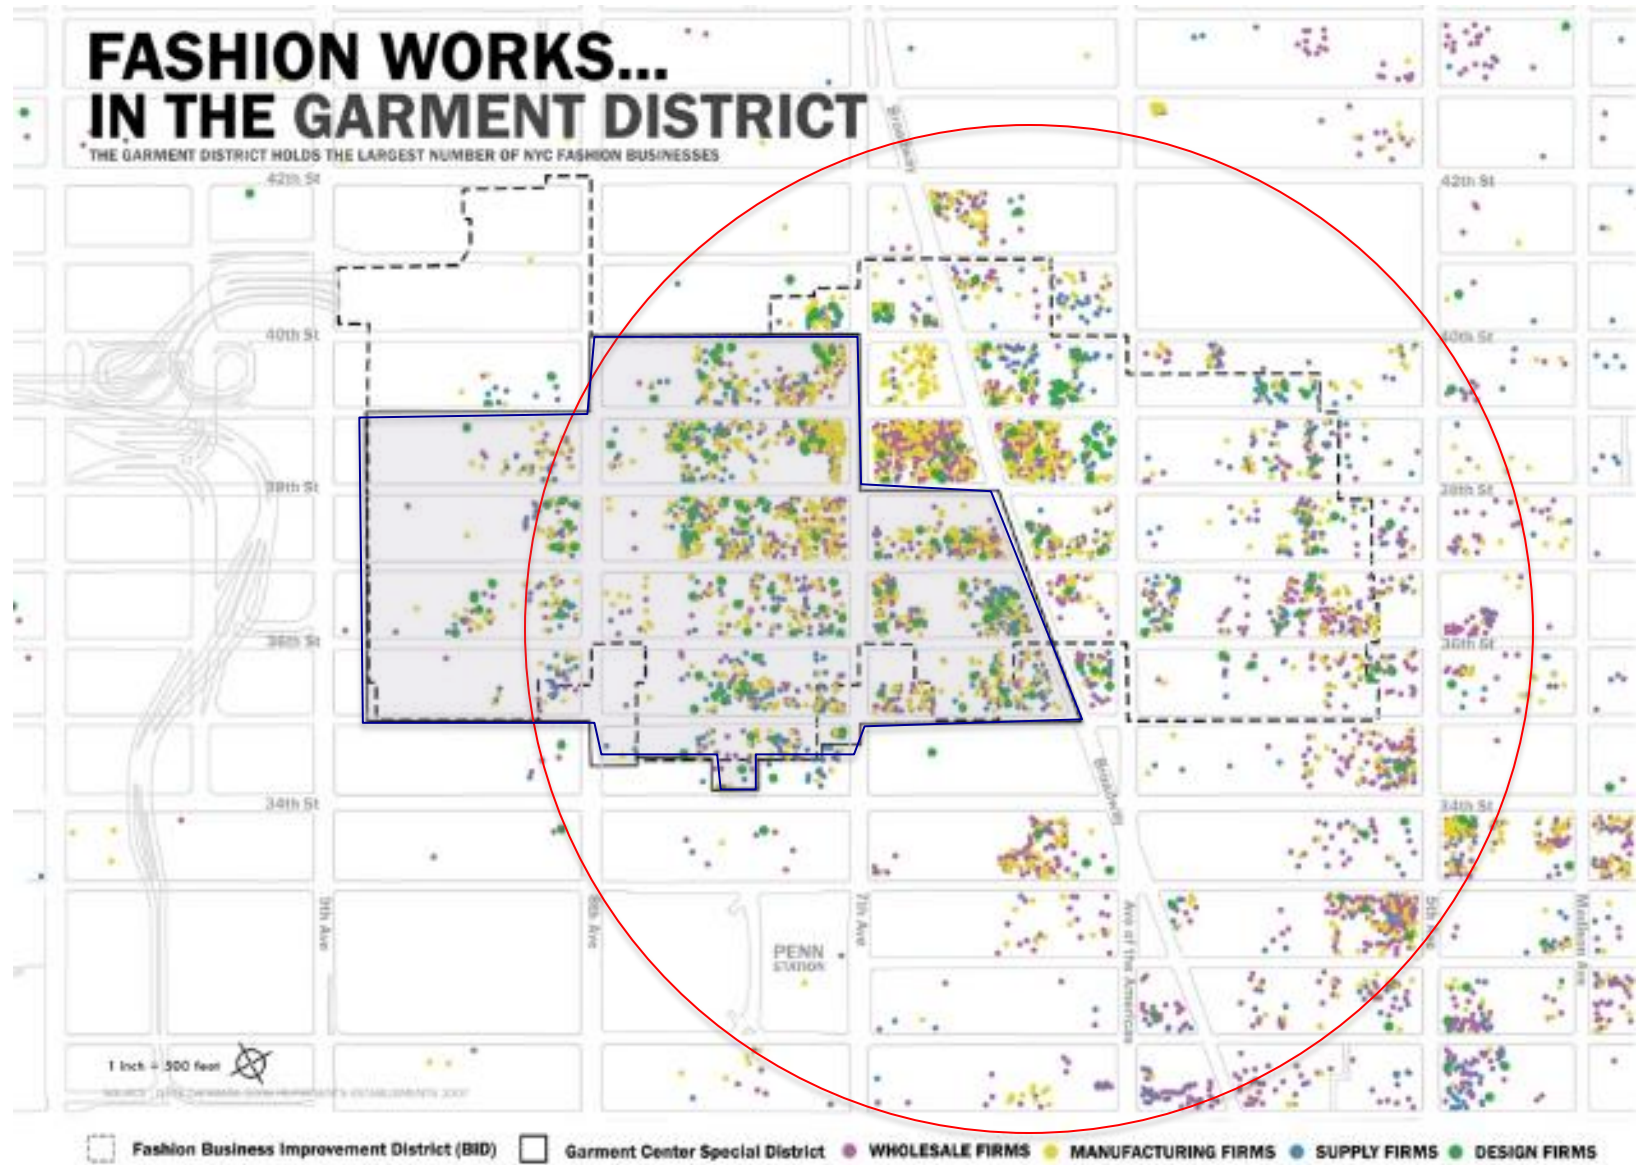 FASHION WORKS...
IN THE GARMENT DISTRICT
THE GARMENT DISTRICT HOLDS THE LARGEST NUMBER OF NYC FASHION BUSINESSES
Broadway
42th St
42th St
40th St
40th St
38th St
38th St
36th St
36th St
Broadway
34th St
34th St
9th Ave
8th Ave
7th Ave
Ave of the Americas
5th Ave
Madison Ave
PENN
STATION
1 Inch = 500 feet
Fashion Business Improvement District (BID)
Garment Center Special District
WHOLESALE FIRMS
MANUFACTURING FIRMS
SUPPLY FIRMS
DESIGN FIRMS